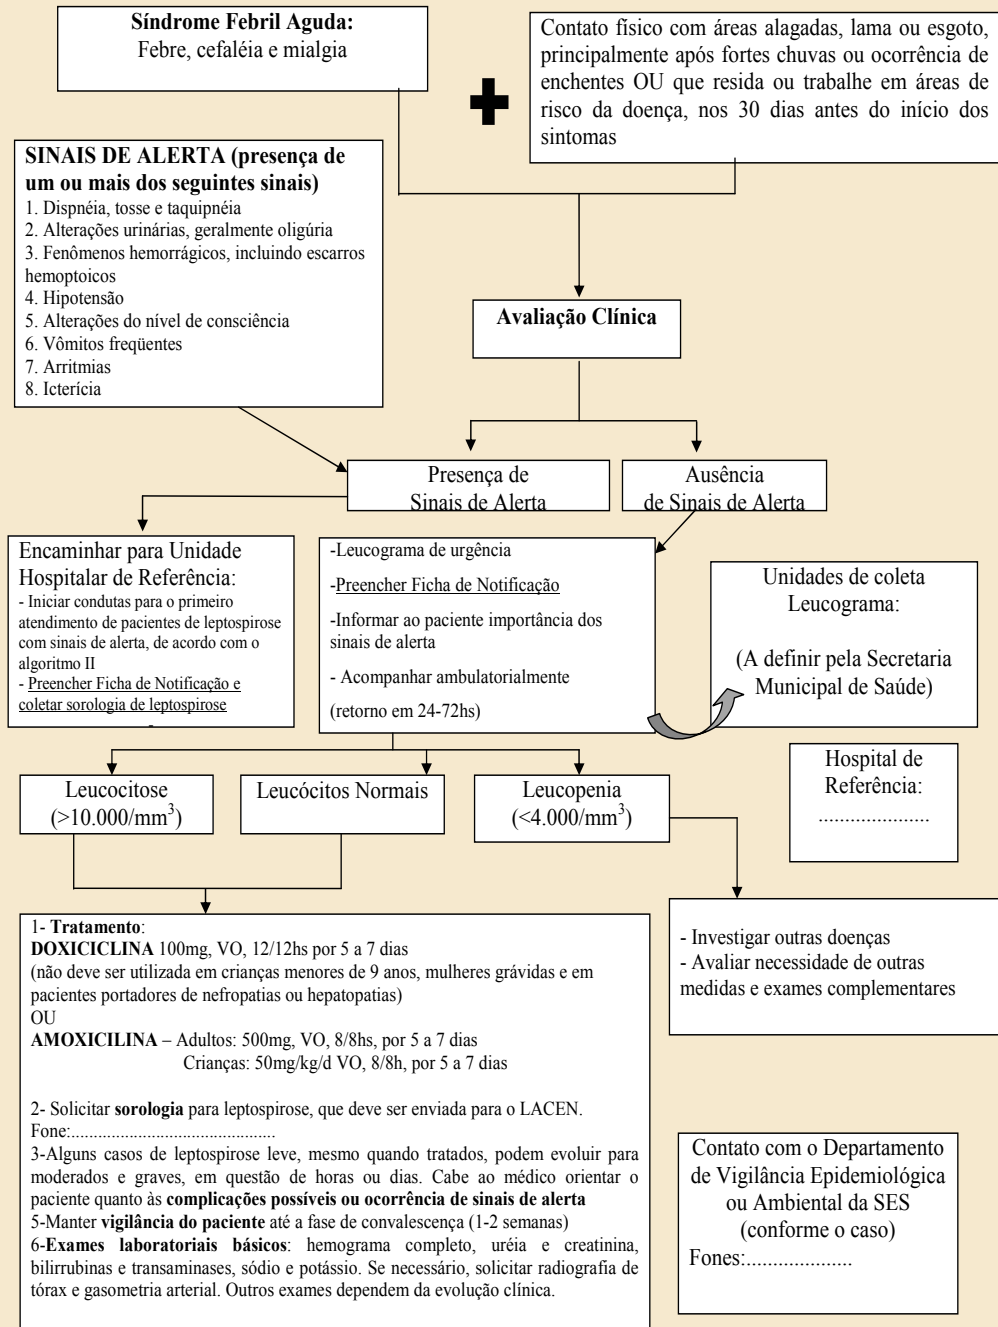 Síndrome Febril Aguda:
Febre, cefaléia e mialgia
Contato físico com áreas alagadas, lama ou esgoto,
principalmente após fortes chuvas ou ocorrência de
enchentes OU que resida ou trabalhe em áreas de
risco da doença, nos 30 dias antes do início dos
sintomas
SINAIS DE ALERTA (presença de
um ou mais dos seguintes sinais)
1. Dispnéia, tosse e taquipnéia
2. Alterações urinárias, geralmente oligúria
3. Fenômenos hemorrágicos, incluindo escarros
hemoptoicos
4. Hipotensão
5. Alterações do nível de consciência
6. Vômitos freqüentes
7. Arritmias
8. Icterícia
Avaliação Clínica
Presença de
Sinais de Alerta
Ausência
de Sinais de Alerta
Encaminhar para Unidade
Hospitalar de Referência:
- Iniciar condutas para o primeiro
atendimento de pacientes de leptospirose
com sinais de alerta, de acordo com o
algoritmo II
- Preencher Ficha de Notificação e
coletar sorologia de leptospirose
-Leucograma de urgência
-Preencher Ficha de Notificação
-Informar ao paciente importância dos
sinais de alerta
- Acompanhar ambulatorialmente
(retorno em 24-72hs)
Unidades de coleta
Leucograma:
(A definir pela Secretaria
Municipal de Saúde)
Hospital de
Referência:
.....................
Leucocitose
(>10.000/mm³)
Leucócitos Normais
Leucopenia
(<4.000/mm³)
1- Tratamento:
DOXICICLINA 100mg, VO, 12/12hs por 5 a 7 dias
(não deve ser utilizada em crianças menores de 9 anos, mulheres grávidas e em
pacientes portadores de nefropatias ou hepatopatias)
OU
AMOXICILINA – Adultos: 500mg, VO, 8/8hs, por 5 a 7 dias
Crianças: 50mg/kg/d VO, 8/8h, por 5 a 7 dias
2- Solicitar sorologia para leptospirose, que deve ser enviada para o LACEN.
Fone:.............................................
3-Alguns casos de leptospirose leve, mesmo quando tratados, podem evoluir para
moderados e graves, em questão de horas ou dias. Cabe ao médico orientar o
paciente quanto às complicações possíveis ou ocorrência de sinais de alerta
5-Manter vigilância do paciente até a fase de convalescença (1-2 semanas)
6-Exames laboratoriais básicos: hemograma completo, uréia e creatinina,
bilirrubinas e transaminases, sódio e potássio. Se necessário, solicitar radiografia de
tórax e gasometria arterial. Outros exames dependem da evolução clínica.
- Investigar outras doenças
- Avaliar necessidade de outras
medidas e exames complementares
Contato com o Departamento
de Vigilância Epidemiológica
ou Ambiental da SES
(conforme o caso)
Fones:....................